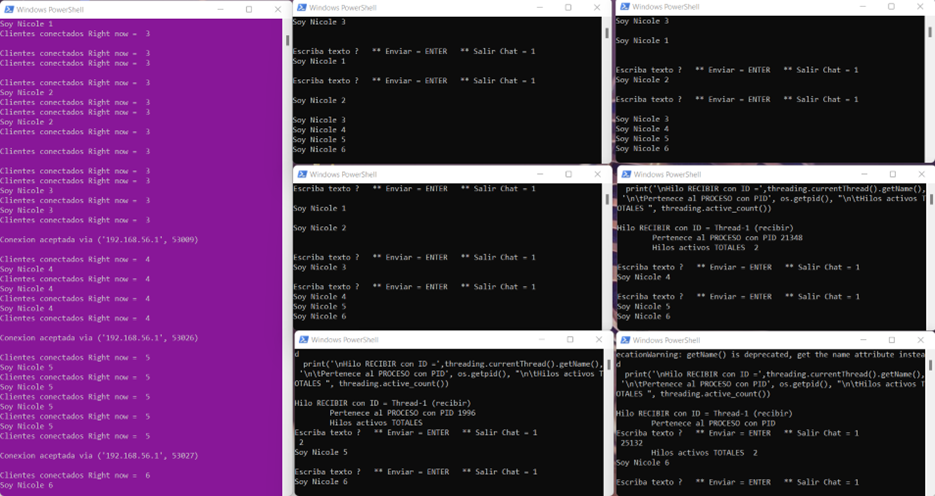 Windows PowerShell
Soy Nicole 1
Clientes conectados Right now =  3
Clientes conectados Right now =  3
Clientes conectados Right now =  3
Clientes conectados Right now =  3
Soy Nicole 2
Clientes conectados Right now =  3
Clientes conectados Right now =  3
Soy Nicole 2
Clientes conectados Right now =  3
Clientes conectados Right now =  3
Clientes conectados Right now =  3
Clientes conectados Right now =  3
Soy Nicole 3
Clientes conectados Right now =  3
Soy Nicole 3
Clientes conectados Right now =  3
Conexion aceptada via ('192.168.56.1', 53009)
Clientes conectados Right now =  4
Soy Nicole 4
Clientes conectados Right now =  4
Soy Nicole 4
Clientes conectados Right now =  4
Soy Nicole 4
Clientes conectados Right now =  4
Conexion aceptada via ('192.168.56.1', 53026)
Clientes conectados Right now =  5
Soy Nicole 5
Clientes conectados Right now =  5
Soy Nicole 5
Clientes conectados Right now =  5
Soy Nicole 5
Clientes conectados Right now =  5
Soy Nicole 5
Clientes conectados Right now =  5
Conexion aceptada via ('192.168.56.1', 53027)
Clientes conectados Right now =  6
Soy Nicole 6
Windows PowerShell
Soy Nicole 3
Escriba texto ?   ** Enviar = ENTER   ** Salir Chat = 1
Soy Nicole 1
Escriba texto ?   ** Enviar = ENTER   ** Salir Chat = 1
Soy Nicole 2
Soy Nicole 3
Soy Nicole 4
Soy Nicole 5
Soy Nicole 6
Windows PowerShell
Soy Nicole 3
Soy Nicole 1
Escriba texto ?   ** Enviar = ENTER   ** Salir Chat = 1
Soy Nicole 2
Escriba texto ?   ** Enviar = ENTER   ** Salir Chat = 1
Soy Nicole 3
Soy Nicole 4
Soy Nicole 5
Soy Nicole 6
Windows PowerShell
Escriba texto ?   ** Enviar = ENTER   ** Salir Chat = 1
Soy Nicole 1
Soy Nicole 2
Escriba texto ?   ** Enviar = ENTER   ** Salir Chat = 1
Soy Nicole 3
Escriba texto ?   ** Enviar = ENTER   ** Salir Chat = 1
Soy Nicole 4
Soy Nicole 5
Soy Nicole 6
Windows PowerShell
print('\nHilo RECIBIR con ID =',threading.currentThread().getName(),
'\n\tPertenece al PROCESO con PID', os.getpid(), "\n\tHilos activos T
OTALES ", threading.active_count())
Hilo RECIBIR con ID = Thread-1 (recibir)
Pertenece al PROCESO con PID 21348
Hilos activos TOTALES  2
Escriba texto ?   ** Enviar = ENTER   ** Salir Chat = 1
Soy Nicole 4
Escriba texto ?   ** Enviar = ENTER   ** Salir Chat = 1
Soy Nicole 5
Soy Nicole 6
Windows PowerShell
d
print('\nHilo RECIBIR con ID =',threading.currentThread().getName(),
'\n\tPertenece al PROCESO con PID', os.getpid(), "\n\tHilos activos T
OTALES ", threading.active_count())
Hilo RECIBIR con ID = Thread-1 (recibir)
Pertenece al PROCESO con PID 1996
Hilos activos TOTALES
Escriba texto ?   ** Enviar = ENTER   ** Salir Chat = 1
2
Soy Nicole 5
Escriba texto ?   ** Enviar = ENTER   ** Salir Chat = 1
Soy Nicole 6
Windows PowerShell
ecationWarning: getName() is deprecated, get the name attribute instea
d
print('\nHilo RECIBIR con ID =',threading.currentThread().getName(),
'\n\tPertenece al PROCESO con PID', os.getpid(), "\n\tHilos activos T
OTALES ", threading.active_count())
Hilo RECIBIR con ID = Thread-1 (recibir)
Pertenece al PROCESO con PID
Escriba texto ?   ** Enviar = ENTER   ** Salir Chat = 1
25132
Hilos activos TOTALES  2
Soy Nicole 6
Escriba texto ?   ** Enviar = ENTER   ** Salir Chat = 1